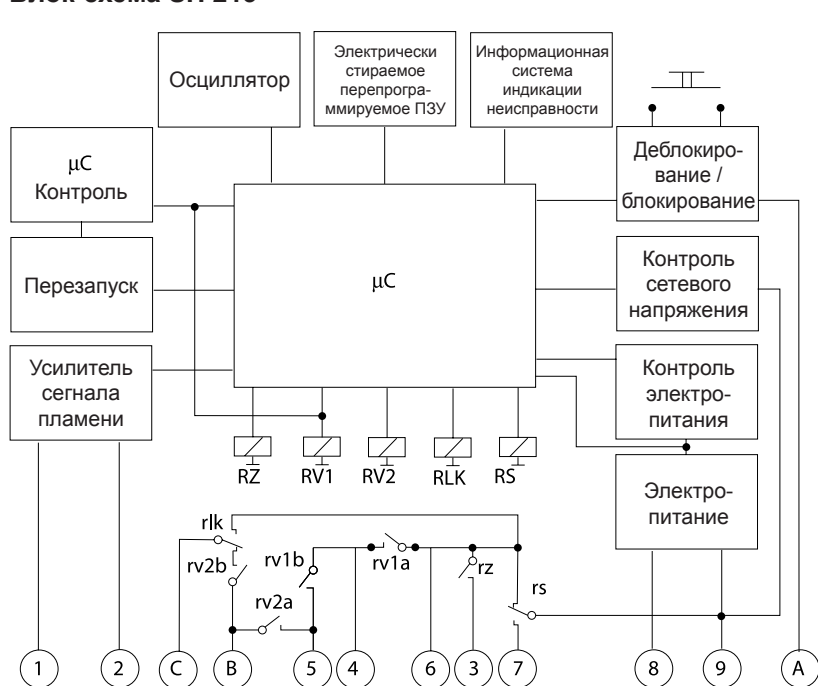 Блок-схема
Осциллятор
Электрически
стираемое
перепрогра-
ммируемое ПЗУ
Информационная
система
индикации
неисправности
μC
Контроль
Деблокиро-
вание /
блокирование
Перезапуск
μC
Контроль
сетевого
напряжения
Усилитель
сегнала
пламени
Контроль
электро-
питания
RZ RV1 RV2 RLK RS
Электро-
питание
rlk
rv2b rv1b rv1a rz
rv2a rs
1 2 C B 5 4 6 3 7 8 9 A